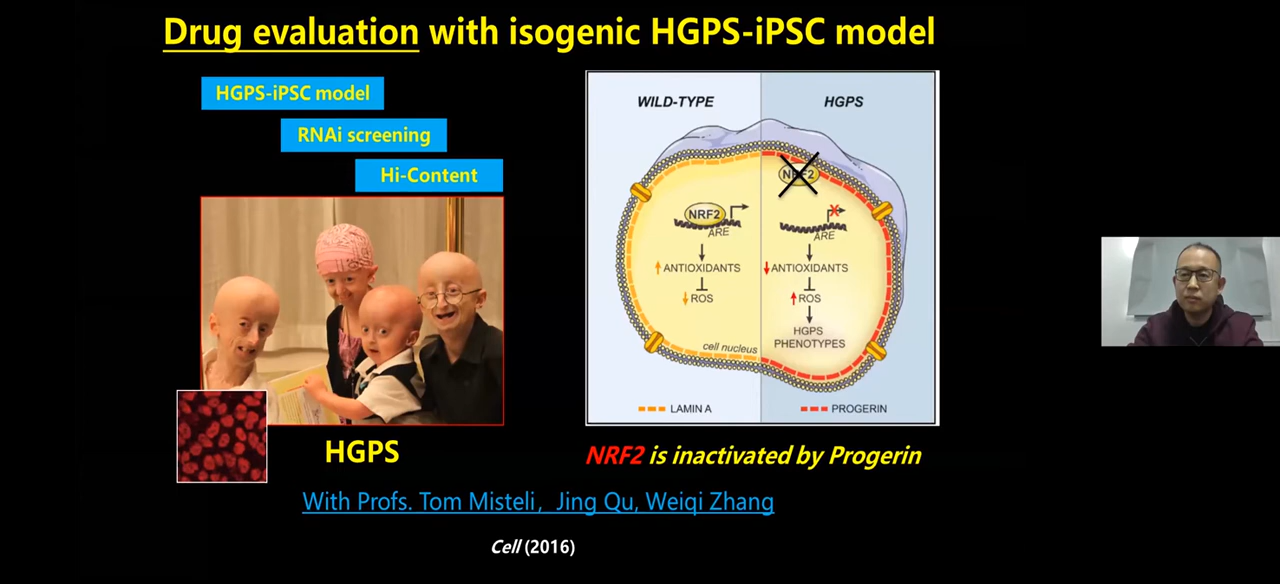 Drug evaluation with isogenic HGPS-iPSC model
HGPS-iPSC model
RNAi screening
Hi-Content
HGPS
WILD-TYPE
HGPS
NRF2
NRF2
ARE
ARE
ANTIOXIDANTS
ANTIOXIDANTS
ROS
ROS
HGPS
PHENOTYPES
cell nucleus
LAMIN A
PROGERIN
NRF2 is inactivated by Progerin
With Profs. Tom Misteli, Jing Qu, Weiqi Zhang
Cell (2016)